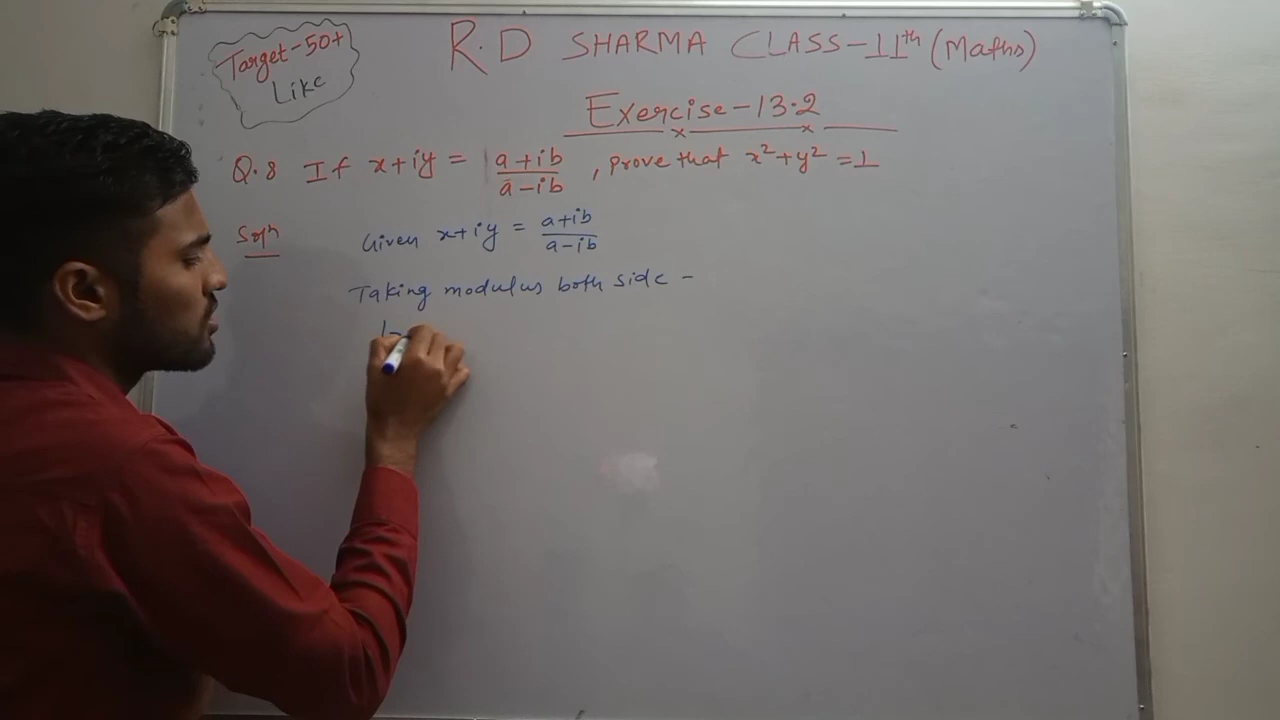 Target-50+
Like
R.D SHARMA CLASS-11th (Maths)
Exercise-13.2
Q.8 If x+iy = a+ib / a-ib , prove that x²+y² = 1
Soln
Given x+iy = a+ib / a-ib
Taking modulus both side -